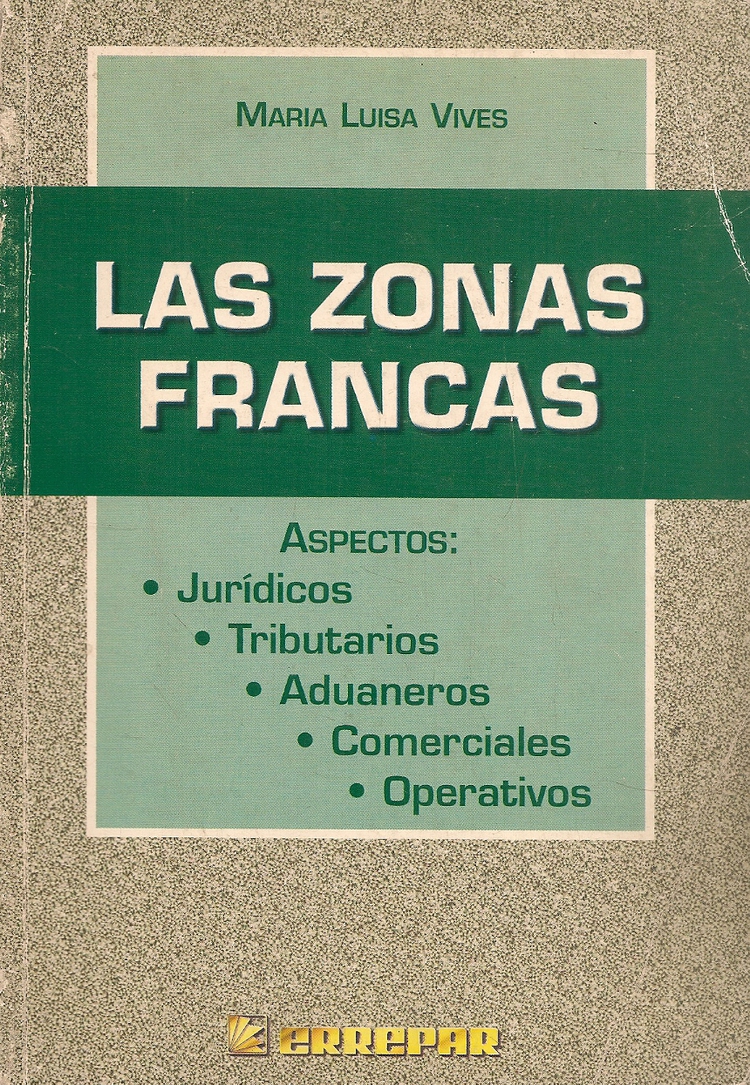 MARIA LUISA VIVES
LAS ZONAS
FRANCAS
ASPECTOS:
• Jurídicos
• Tributarios
• Aduaneros
• Comerciales
• Operativos
ERREPAR